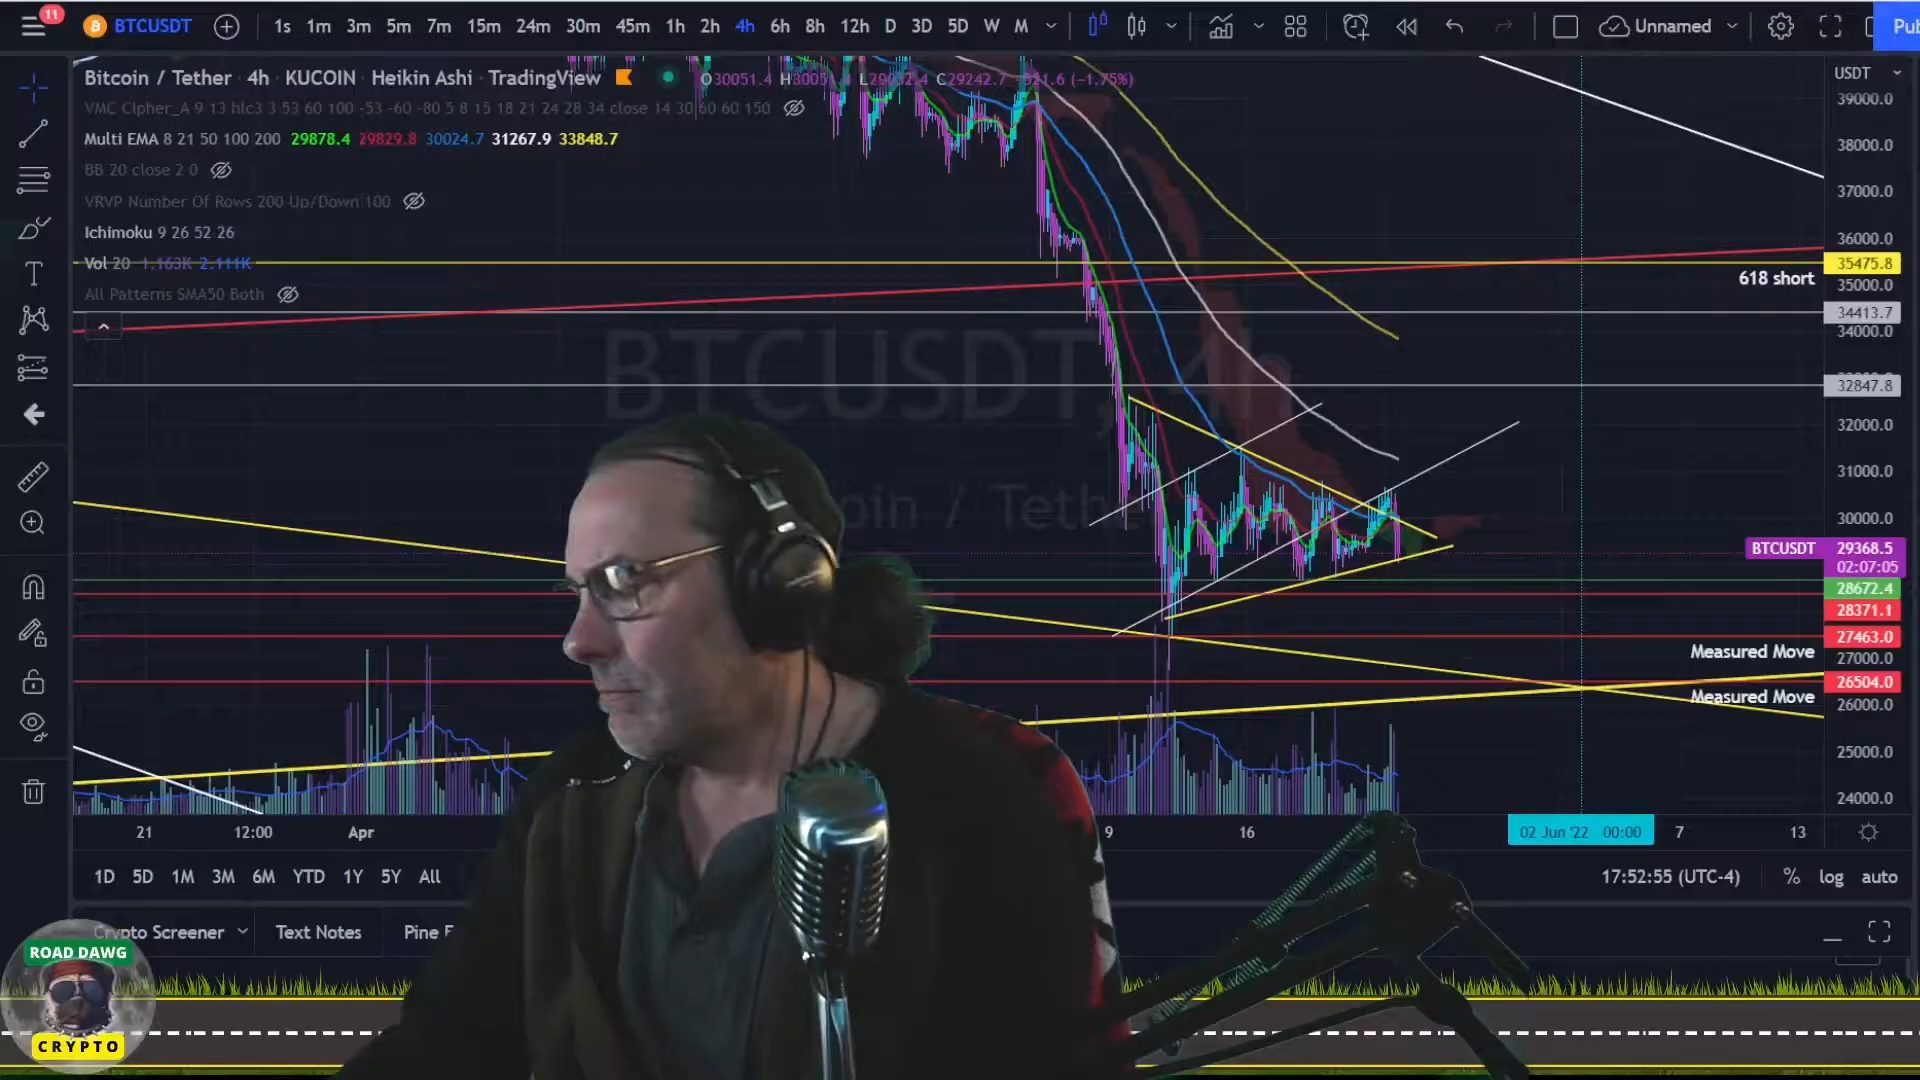 11
BTCUSDT
1s 1m 3m 5m 7m 15m 24m 30m 45m 1h 2h 4h 6h 8h 12h D 3D 5D W M
Unnamed
Pub
Bitcoin / Tether 4h KUCOIN Heikin Ashi TradingView
C29242.7
(−1.75%)
USDT
VMC Cipher_A 9 13 hlc3 3 53 60 100 -53 -60 -80 5 8 15 18 21 24 28 34 close 14 30 60 60 150
Multi EMA 8 21 50 100 200 29878.4 29829.8 30024.7 31267.9 33848.7
BB 20 close 2 0
VRVP Number Of Rows 200 Up/Down 100
Ichimoku 9 26 52 26
Vol 20 1.163K 2.111K
All Patterns SMA50 Both
BTCUSDT, 4h
39000.0
38000.0
37000.0
36000.0
35475.8
618 short
35000.0
34413.7
34000.0
32847.8
32000.0
31000.0
30000.0
BTCUSDT 29368.5
02:07:05
28672.4
28371.1
27463.0
Measured Move
27000.0
26504.0
Measured Move
26000.0
25000.0
24000.0
21 12:00 Apr 9 16 02 Jun '22 00:00 7 13
1D 5D 1M 3M 6M YTD 1Y 5Y All
17:52:55 (UTC-4) % log auto
Crypto Screener Text Notes Pine E
ROAD DAWG
CRYPTO